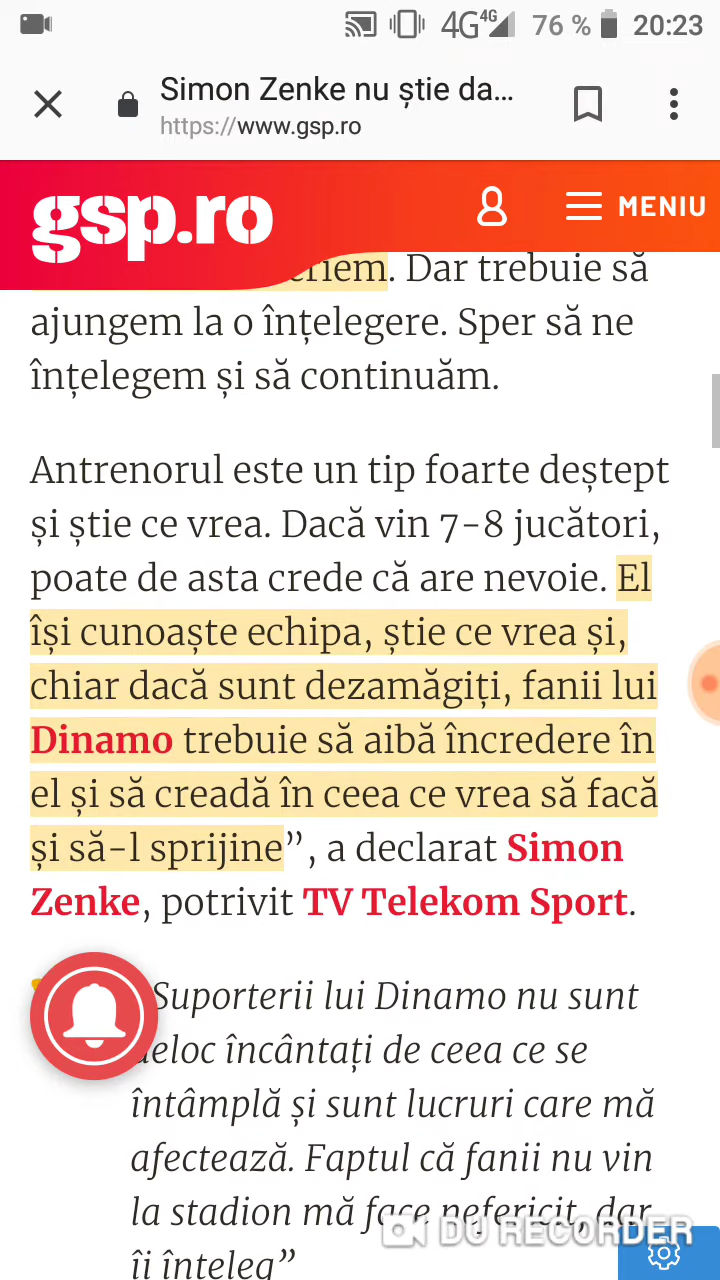 4G 4G 76 % 20:23
Simon Zenke nu știe da...
https://www.gsp.ro
gsp.ro MENIU
. Dar trebuie să
ajungem la o înțelegere. Sper să ne
înțelegem și să continuăm.
Antrenorul este un tip foarte deștept
și știe ce vrea. Dacă vin 7-8 jucători,
poate de asta crede că are nevoie. El
își cunoaște echipa, știe ce vrea și,
chiar dacă sunt dezamăgiți, fanii lui
Dinamo trebuie să aibă încredere în
el și să creadă în ceea ce vrea să facă
și să-l sprijine”, a declarat Simon
Zenke, potrivit TV Telekom Sport.
Suporterii lui Dinamo nu sunt
deloc încântați de ceea ce se
întâmplă și sunt lucruri care mă
afectează. Faptul că fanii nu vin
la stadion mă face nefericit, dar
îi înțeleg”
DU RECORDER